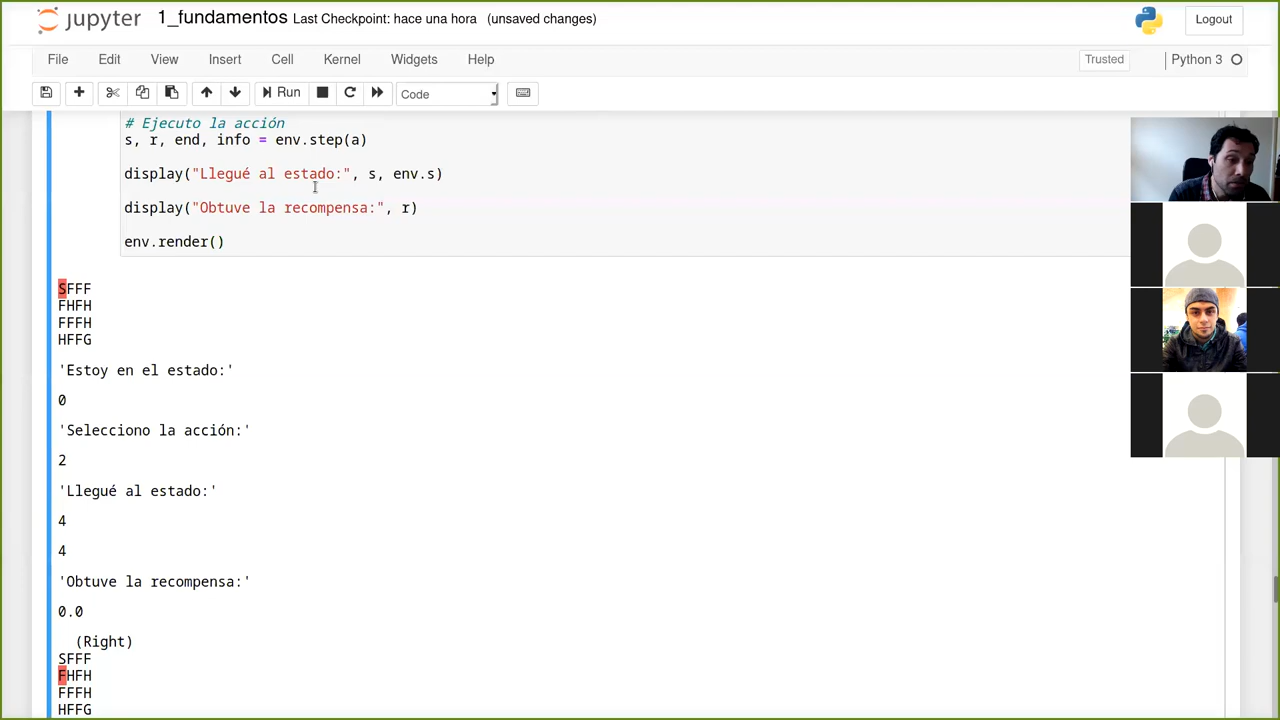 jupyter 1_fundamentos Last Checkpoint: hace una hora (unsaved changes) Logout
File Edit View Insert Cell Kernel Widgets Help Trusted Python 3
Run Code
# Ejecuto la acción
s, r, end, info = env.step(a)
display("Llegué al estado:", s, env.s)
display("Obtuve la recompensa:", r)
env.render()
SFFF
FHFH
FFFH
HFFG
'Estoy en el estado:'
0
'Selecciono la acción:'
2
'Llegué al estado:'
4
4
'Obtuve la recompensa:'
0.0
(Right)
SFFF
FHFH
FFFH
HFFG